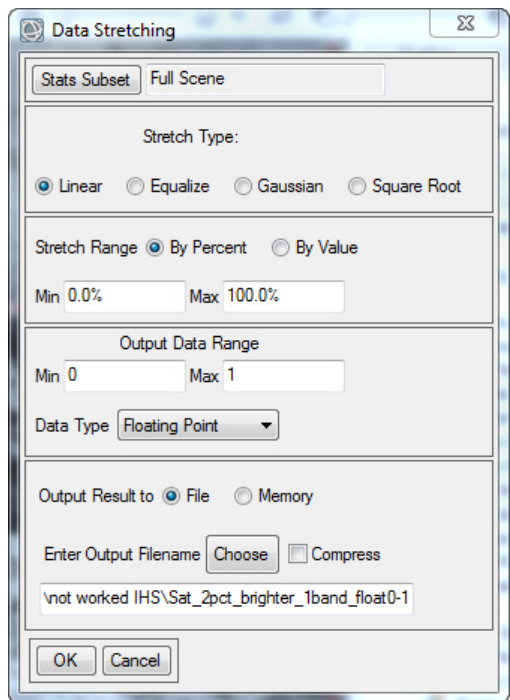 Data Stretching
Stats Subset Full Scene
Stretch Type:
Linear Equalize Gaussian Square Root
Stretch Range By Percent By Value
Min 0.0% Max 100.0%
Output Data Range
Min 0 Max 1
Data Type Floating Point
Output Result to File Memory
Enter Output Filename Choose Compress
\not worked IHS\Sat_2pct_brighter_1band_float0-1
OK Cancel